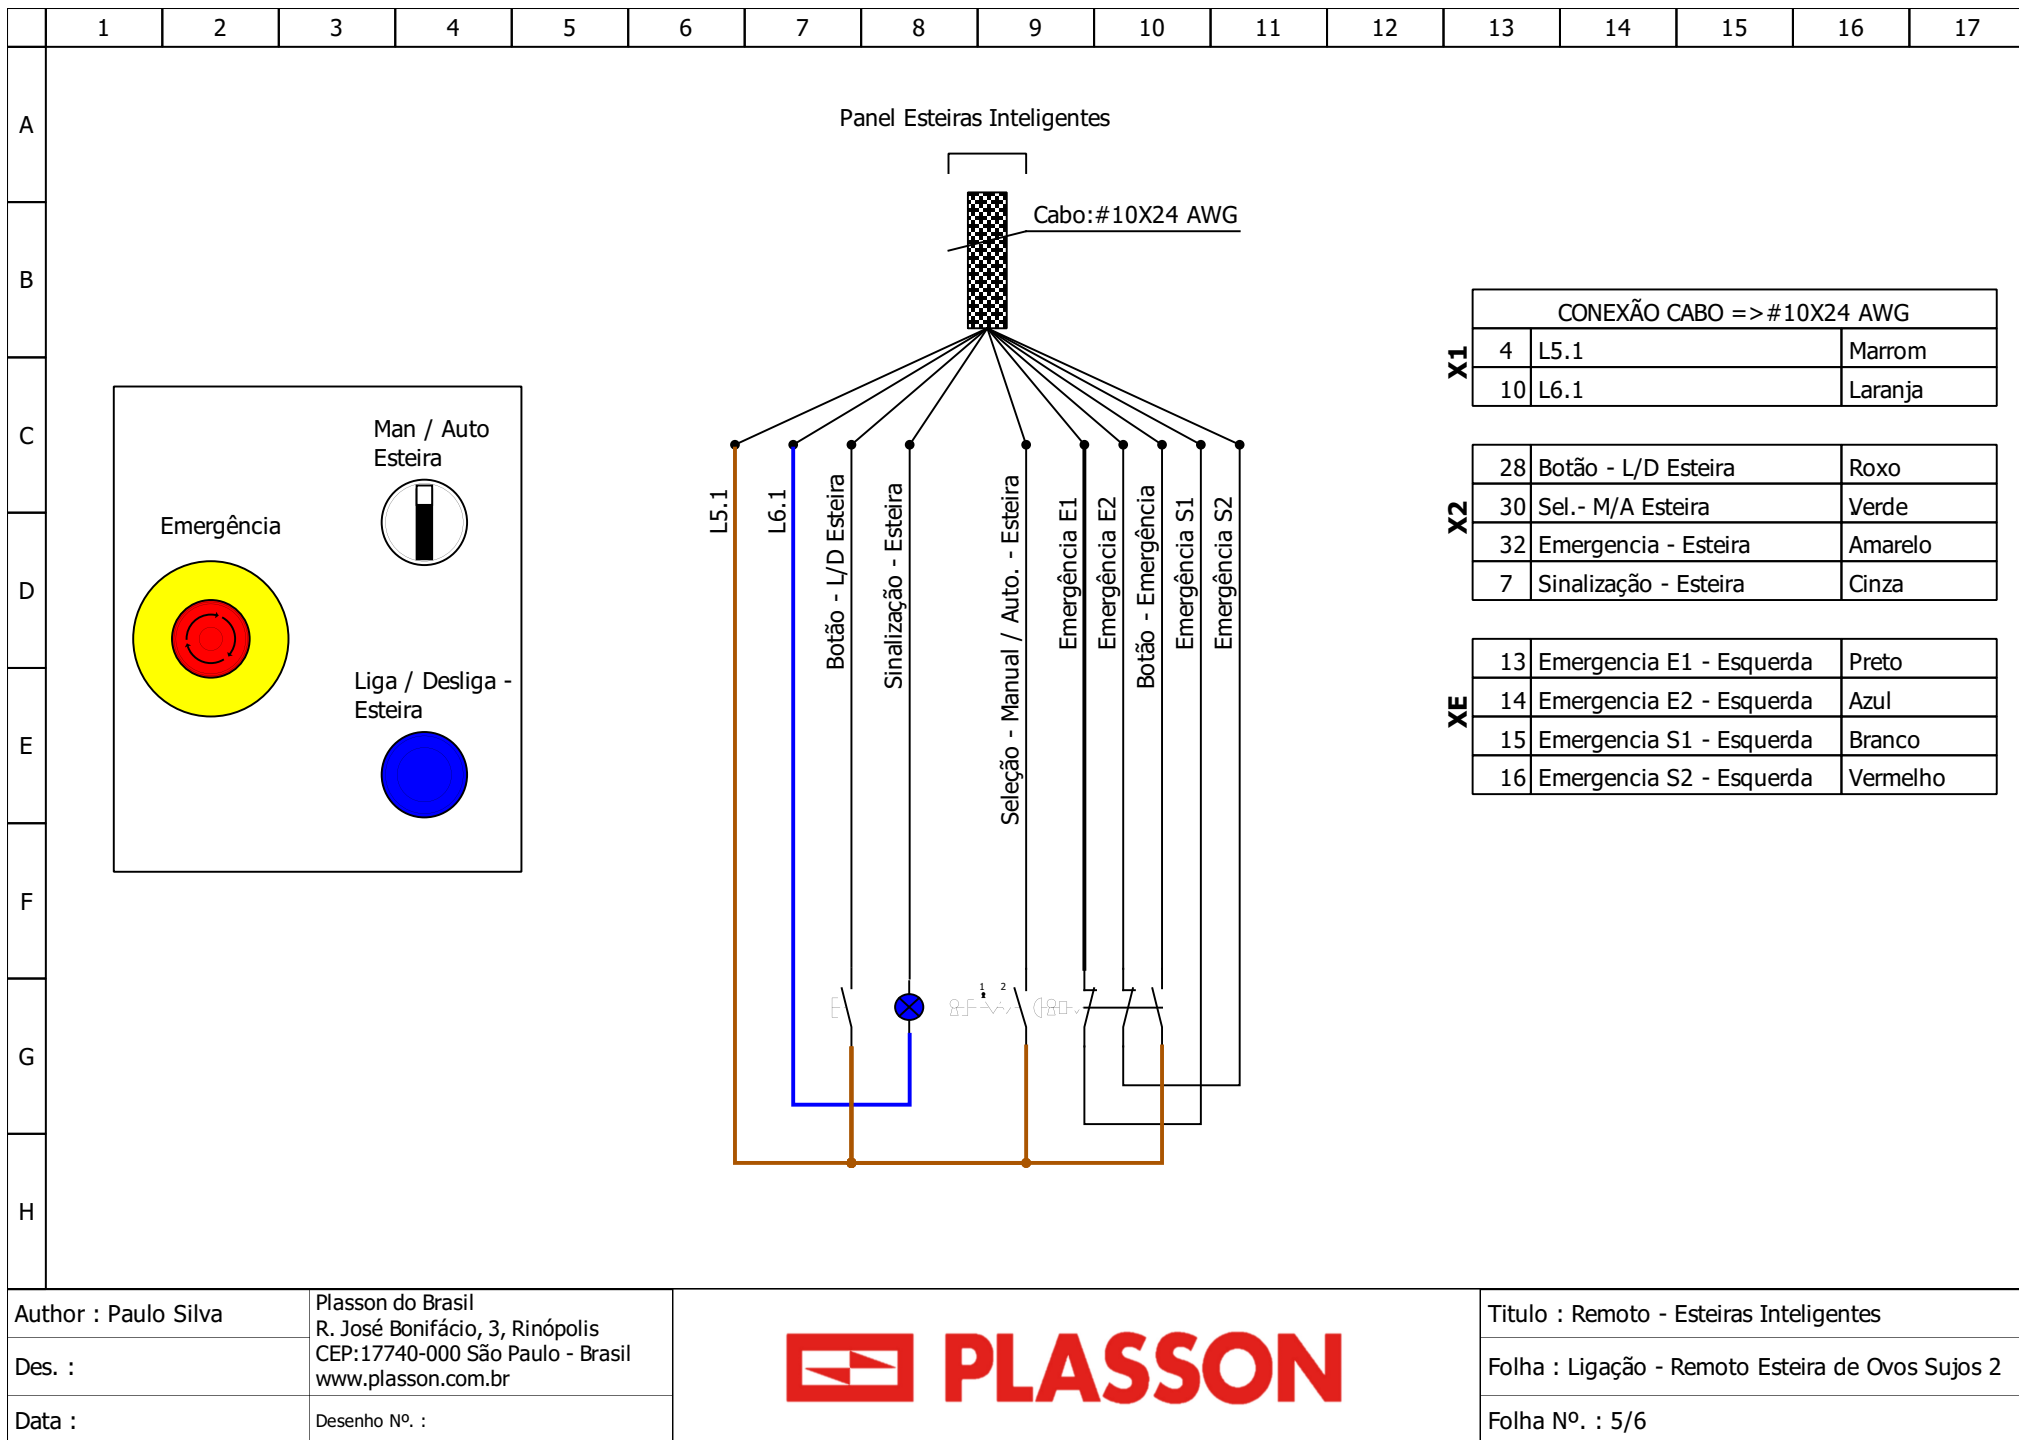 1 2 3 4 5 6 7 8 9 10 11 12 13 14 15 16 17
A
B
C
D
E
F
G
H
Panel Esteiras Inteligentes
Cabo:#10X24 AWG
Man / Auto
Esteira
Emergência
Liga / Desliga -
Esteira
L5.1
L6.1
Botão - L/D Esteira
Sinalização - Esteira
Seleção - Manual / Auto. - Esteira
Emergência E1
Emergência E2
Botão - Emergência
Emergência S1
Emergência S2
1 2
CONEXÃO CABO =>#10X24 AWG
X1
4 L5.1 Marrom
10 L6.1 Laranja
X2
28 Botão - L/D Esteira Roxo
30 Sel.- M/A Esteira Verde
32 Emergencia - Esteira Amarelo
7 Sinalização - Esteira Cinza
XE
13 Emergencia E1 - Esquerda Preto
14 Emergencia E2 - Esquerda Azul
15 Emergencia S1 - Esquerda Branco
16 Emergencia S2 - Esquerda Vermelho
Author : Paulo Silva
Des. :
Data :
Plasson do Brasil
R. José Bonifácio, 3, Rinópolis
CEP:17740-000 São Paulo - Brasil
www.plasson.com.br
Desenho Nº. :
PLASSON
Titulo : Remoto - Esteiras Inteligentes
Folha : Ligação - Remoto Esteira de Ovos Sujos 2
Folha Nº. : 5/6